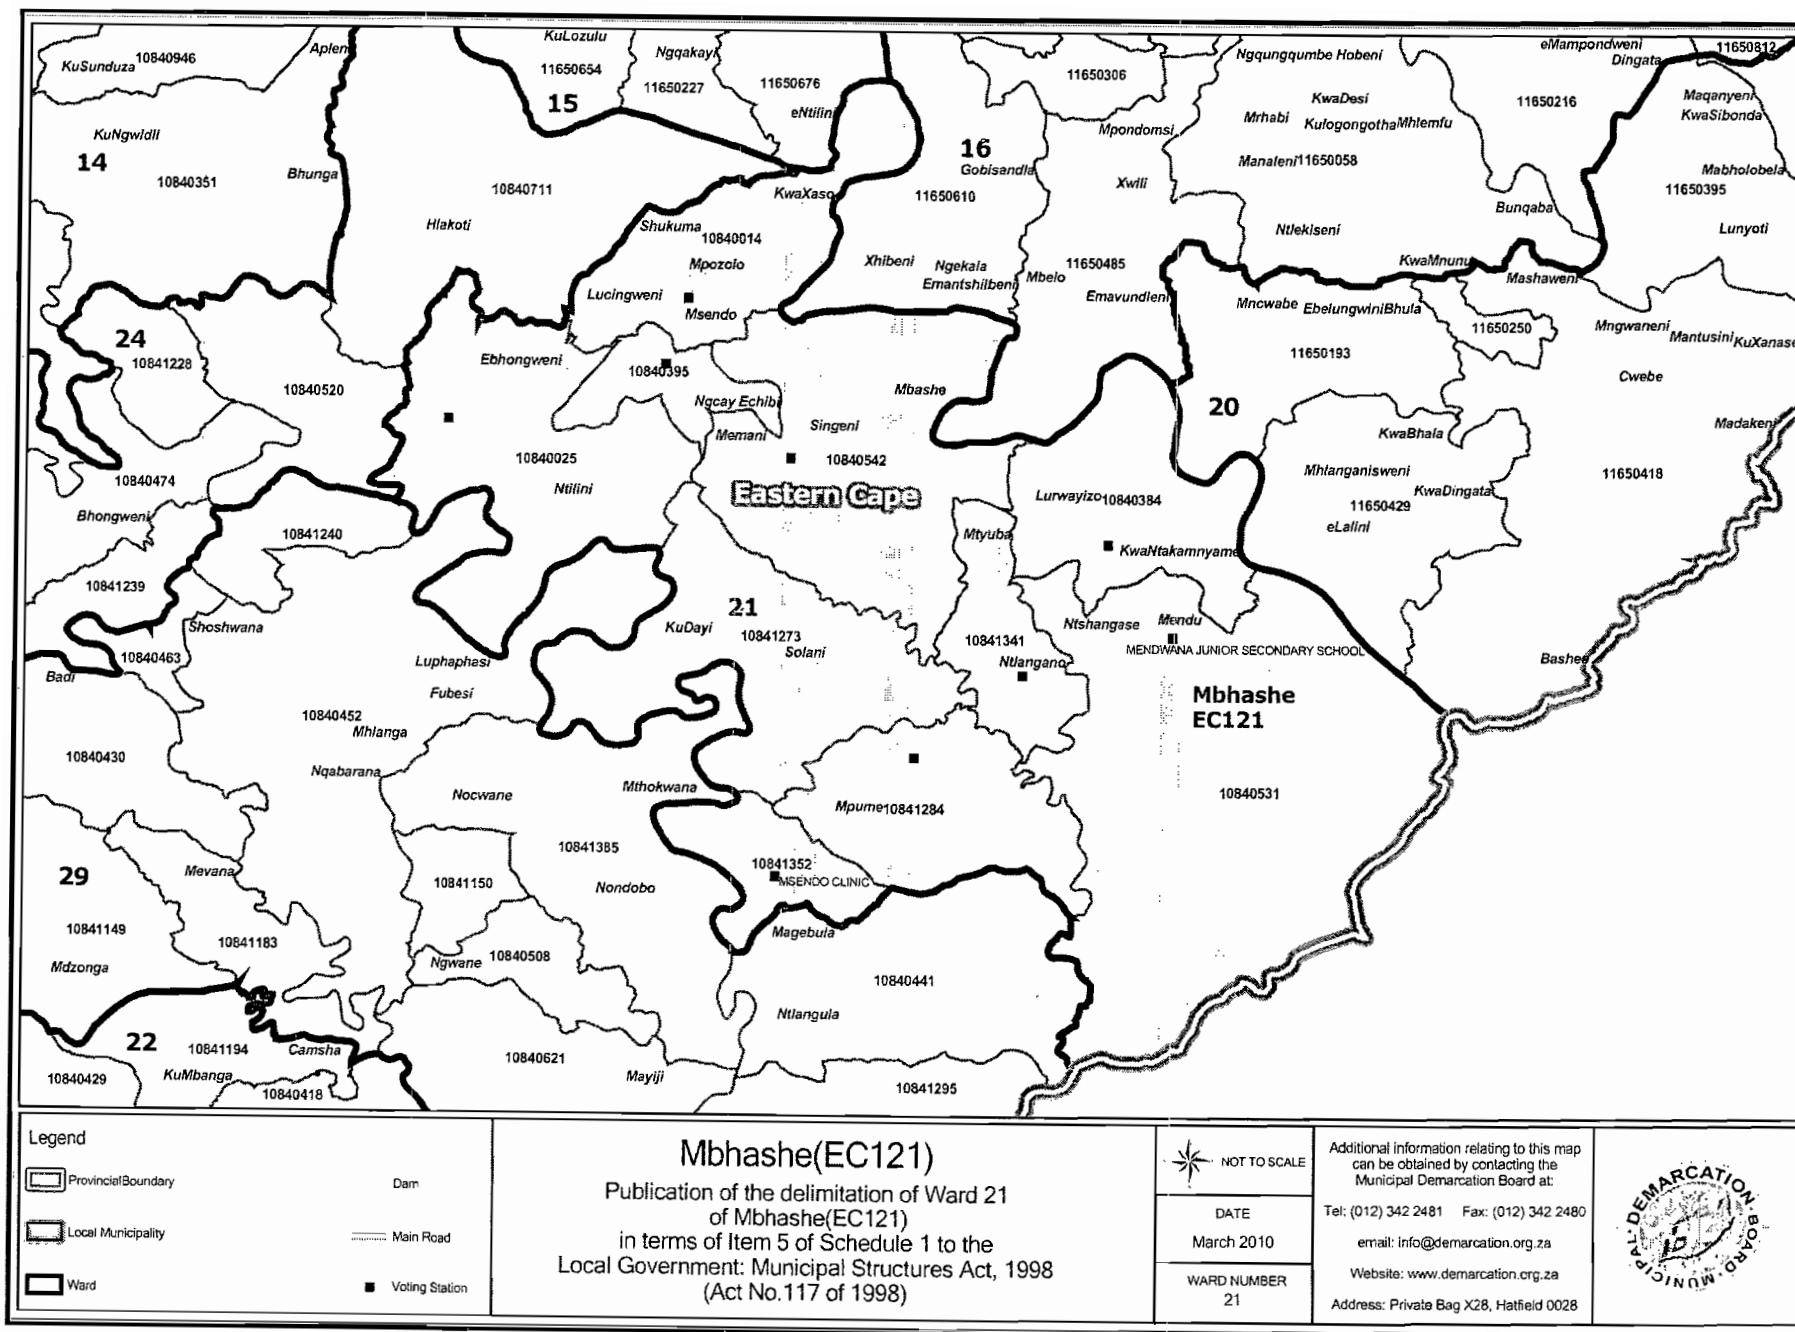 KuSunduza
10840946
Aplen
KuLozulu
11650654
15
Ngqakayi
11650227
11650676
eNtilini
11650306
Ngqungqumbe Hobeni
eMampondweni
Dingata
11650812
KuNgwidli
14
10840351
Bhunga
10840711
Hlakoti
16
Gobisandla
11650610
KwaXaso
Shukuma
10840014
Mpozolo
Lucingweni
Msendo
Xhibeni
Ngekala
Emantshilbeni
Mbelo
Mpondomsi
Xwili
11650485
Emavundleni
KwaDesi
Mrhabi
KulogongothaMhlemfu
Manaleni11650058
Ntlekiseni
KwaMnunu
11650216
Bunqaba
Mashaweni
Maqanyeni
KwaSibonda
Mabholobela
11650395
Lunyoti
24
10841228
10840520
10840474
Bhongweni
10841239
10841240
Ebhongweni
10840395
Ngcay Echibi
Memani
Singeni
10840542
Mbashe
10840025
Ntilini
Eastern Cape
Mncwabe
EbelungwiniBhula
11650193
11650250
Mngwaneni
Mantusini
KuXanase
Cwebe
Madakeni
20
KwaBhala
Mhlanganisweni
KwaDingata
11650429
eLalini
11650418
Lurwayizo10840384
Mtyuba
KwaNtakamnyame
Ntshangase
Mendu
MENDWANA JUNIOR SECONDARY SCHOOL
Bashee
10841341
Ntlangano
Mbhashe
EC121
10840531
21
KuDayi
10841273
Solani
Shoshwana
10840463
Badi
10840430
Luphaphasi
Fubesi
10840452
Mhlanga
Nqabarana
Nocwane
Mthokwana
Mpume10841284
10841352
MSENDO CLINIC
10841385
Nondobo
10841150
29
Mevana
10841149
10841183
Mdzonga
Ngwane
10840508
Magebula
10840441
Ntlangula
22
10841194
Camsha
KuMbanga
10840429
10840418
10840621
Mayiji
10841295
Legend
ProvincialBoundary
Local Municipality
Ward
Dam
Main Road
Voting Station
Mbhashe(EC121)
Publication of the delimitation of Ward 21
of Mbhashe(EC121)
in terms of Item 5 of Schedule 1 to the
Local Government: Municipal Structures Act, 1998
(Act No.117 of 1998)
NOT TO SCALE
DATE
March 2010
WARD NUMBER
21
Additional information relating to this map
can be obtained by contacting the
Municipal Demarcation Board at:
Tel: (012) 342 2481 Fax: (012) 342 2480
email: info@demarcation.org.za
Website: www.demarcation.org.za
Address: Private Bag X28, Hatfield 0028
MUNICIPAL DEMARCATION BOARD